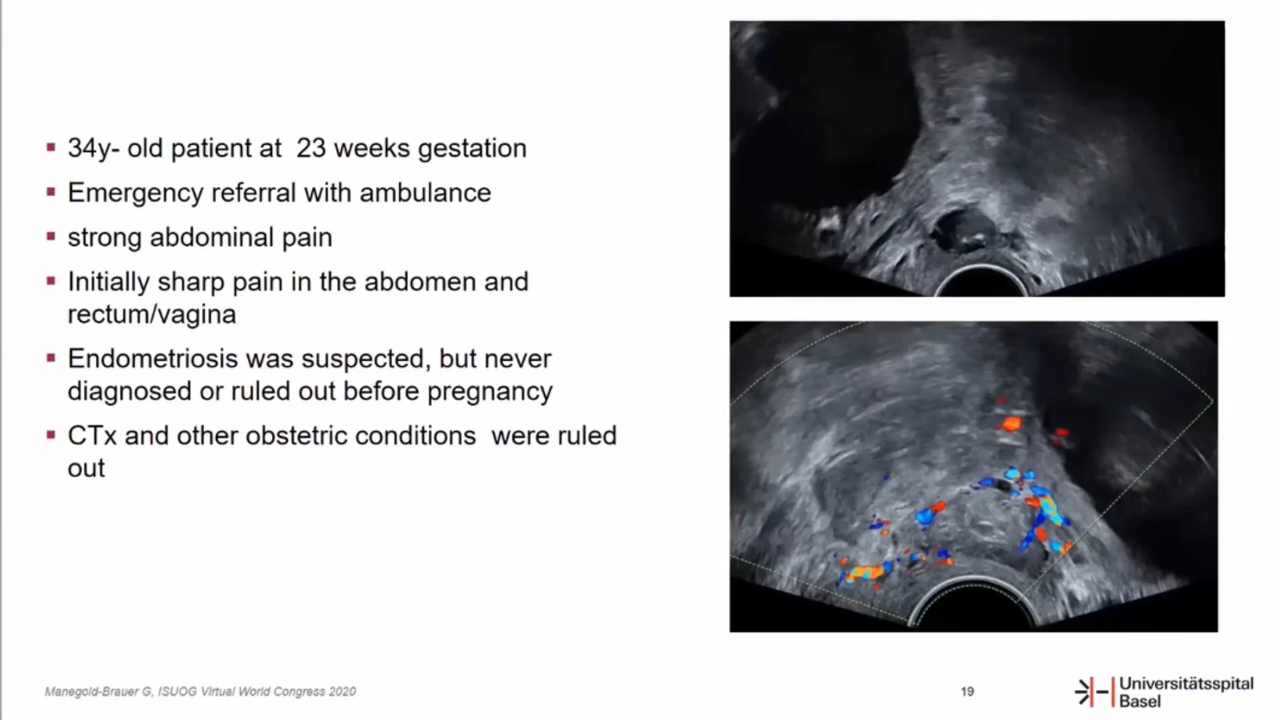 34y- old patient at  23 weeks gestation
Emergency referral with ambulance
strong abdominal pain
Initially sharp pain in the abdomen and
rectum/vagina
Endometriosis was suspected, but never
diagnosed or ruled out before pregnancy
CTx and other obstetric conditions  were ruled
out
Manegold-Brauer G, ISUOG Virtual World Congress 2020
19
Universitätsspital
Basel